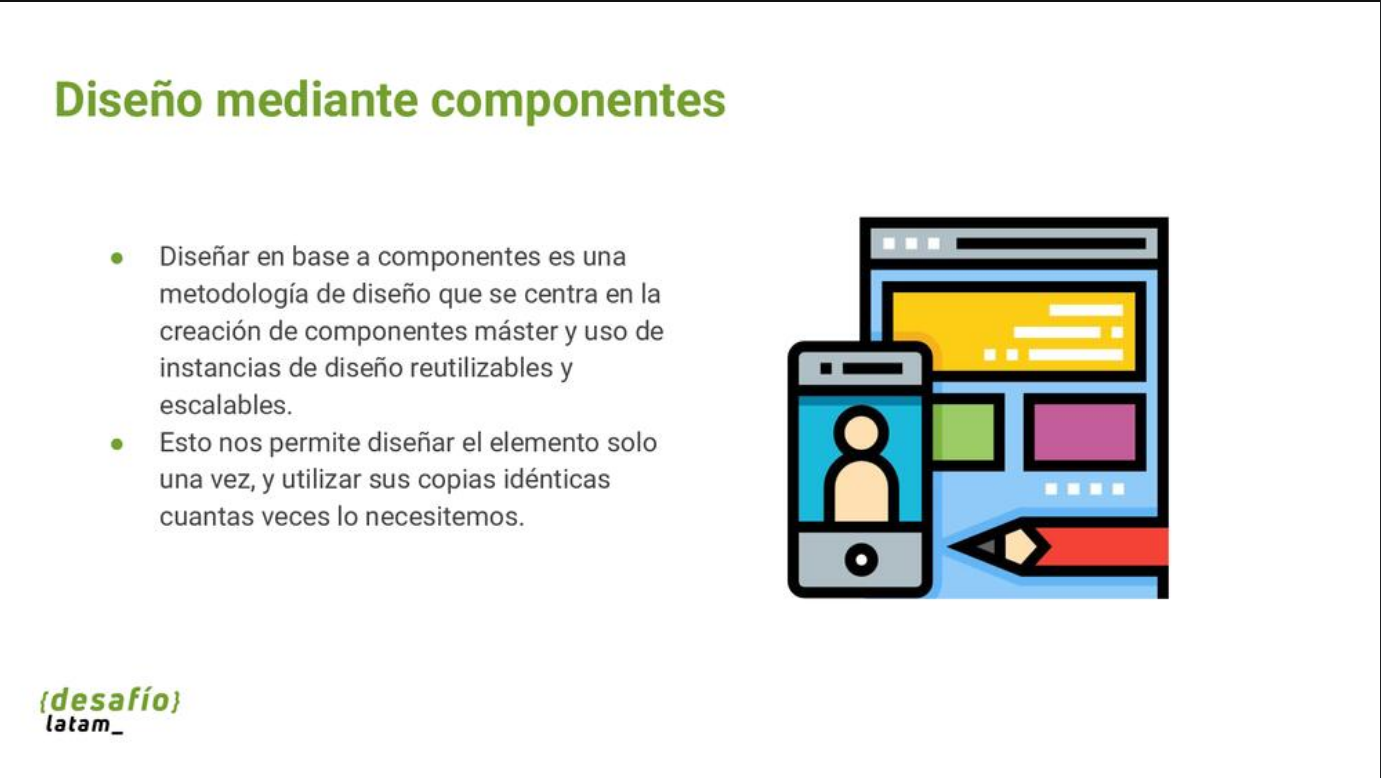 Diseño mediante componentes
● Diseñar en base a componentes es una
metodología de diseño que se centra en la
creación de componentes máster y uso de
instancias de diseño reutilizables y
escalables.
● Esto nos permite diseñar el elemento solo
una vez, y utilizar sus copias idénticas
cuantas veces lo necesitemos.
{desafío}
latam_